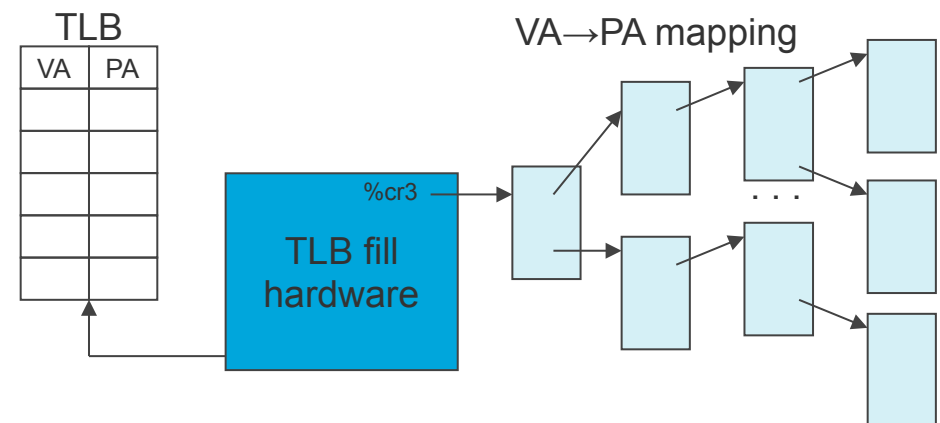 TLB
VA PA
VA→PA mapping
%cr3
TLB fill
hardware
. . .